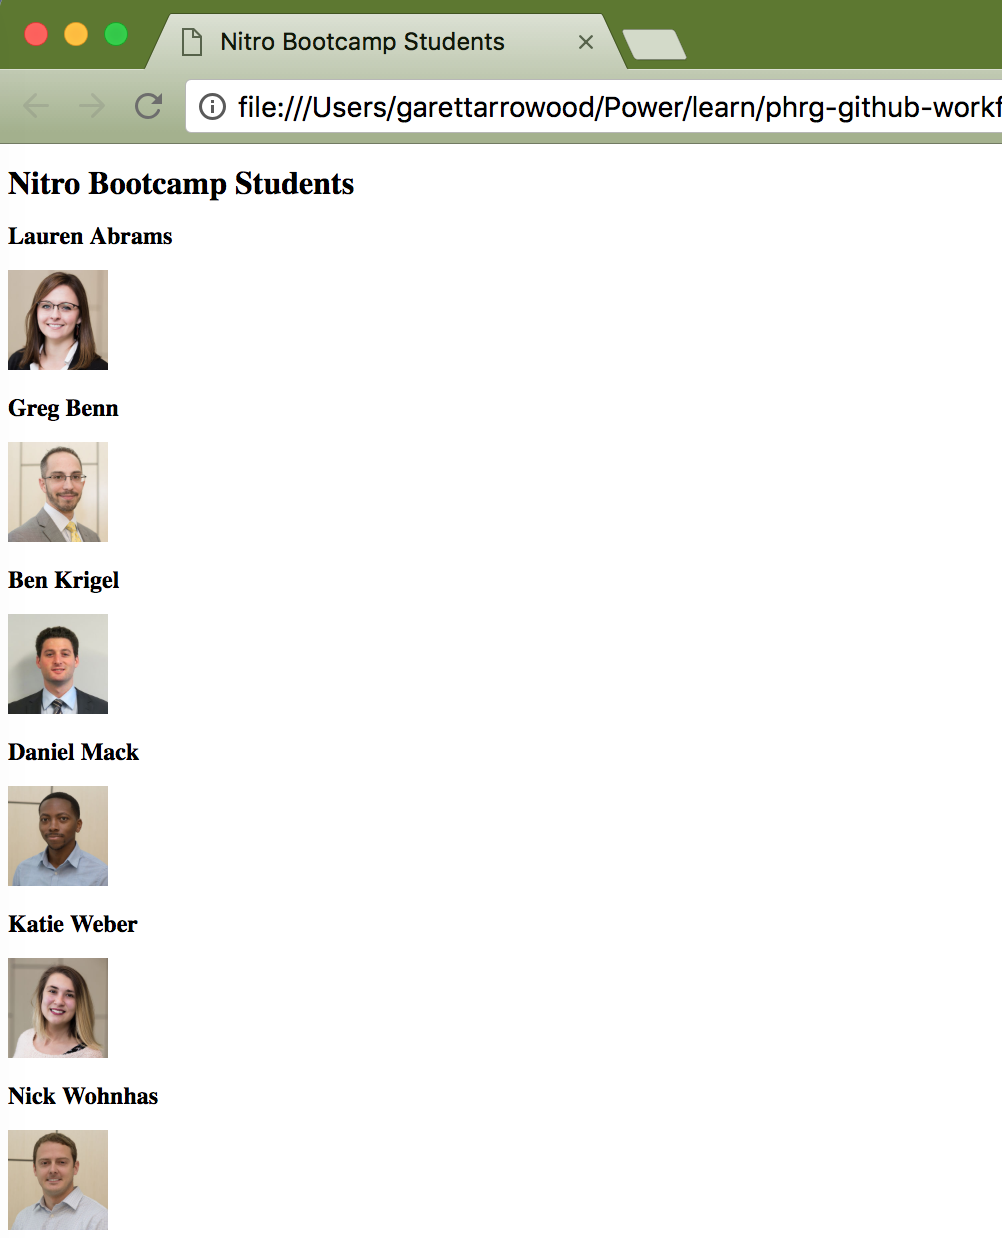 Nitro Bootcamp Students
file:///Users/garettarrowood/Power/learn/phrg-github-workf
Nitro Bootcamp Students
Lauren Abrams
Greg Benn
Ben Krigel
Daniel Mack
Katie Weber
Nick Wohnhas